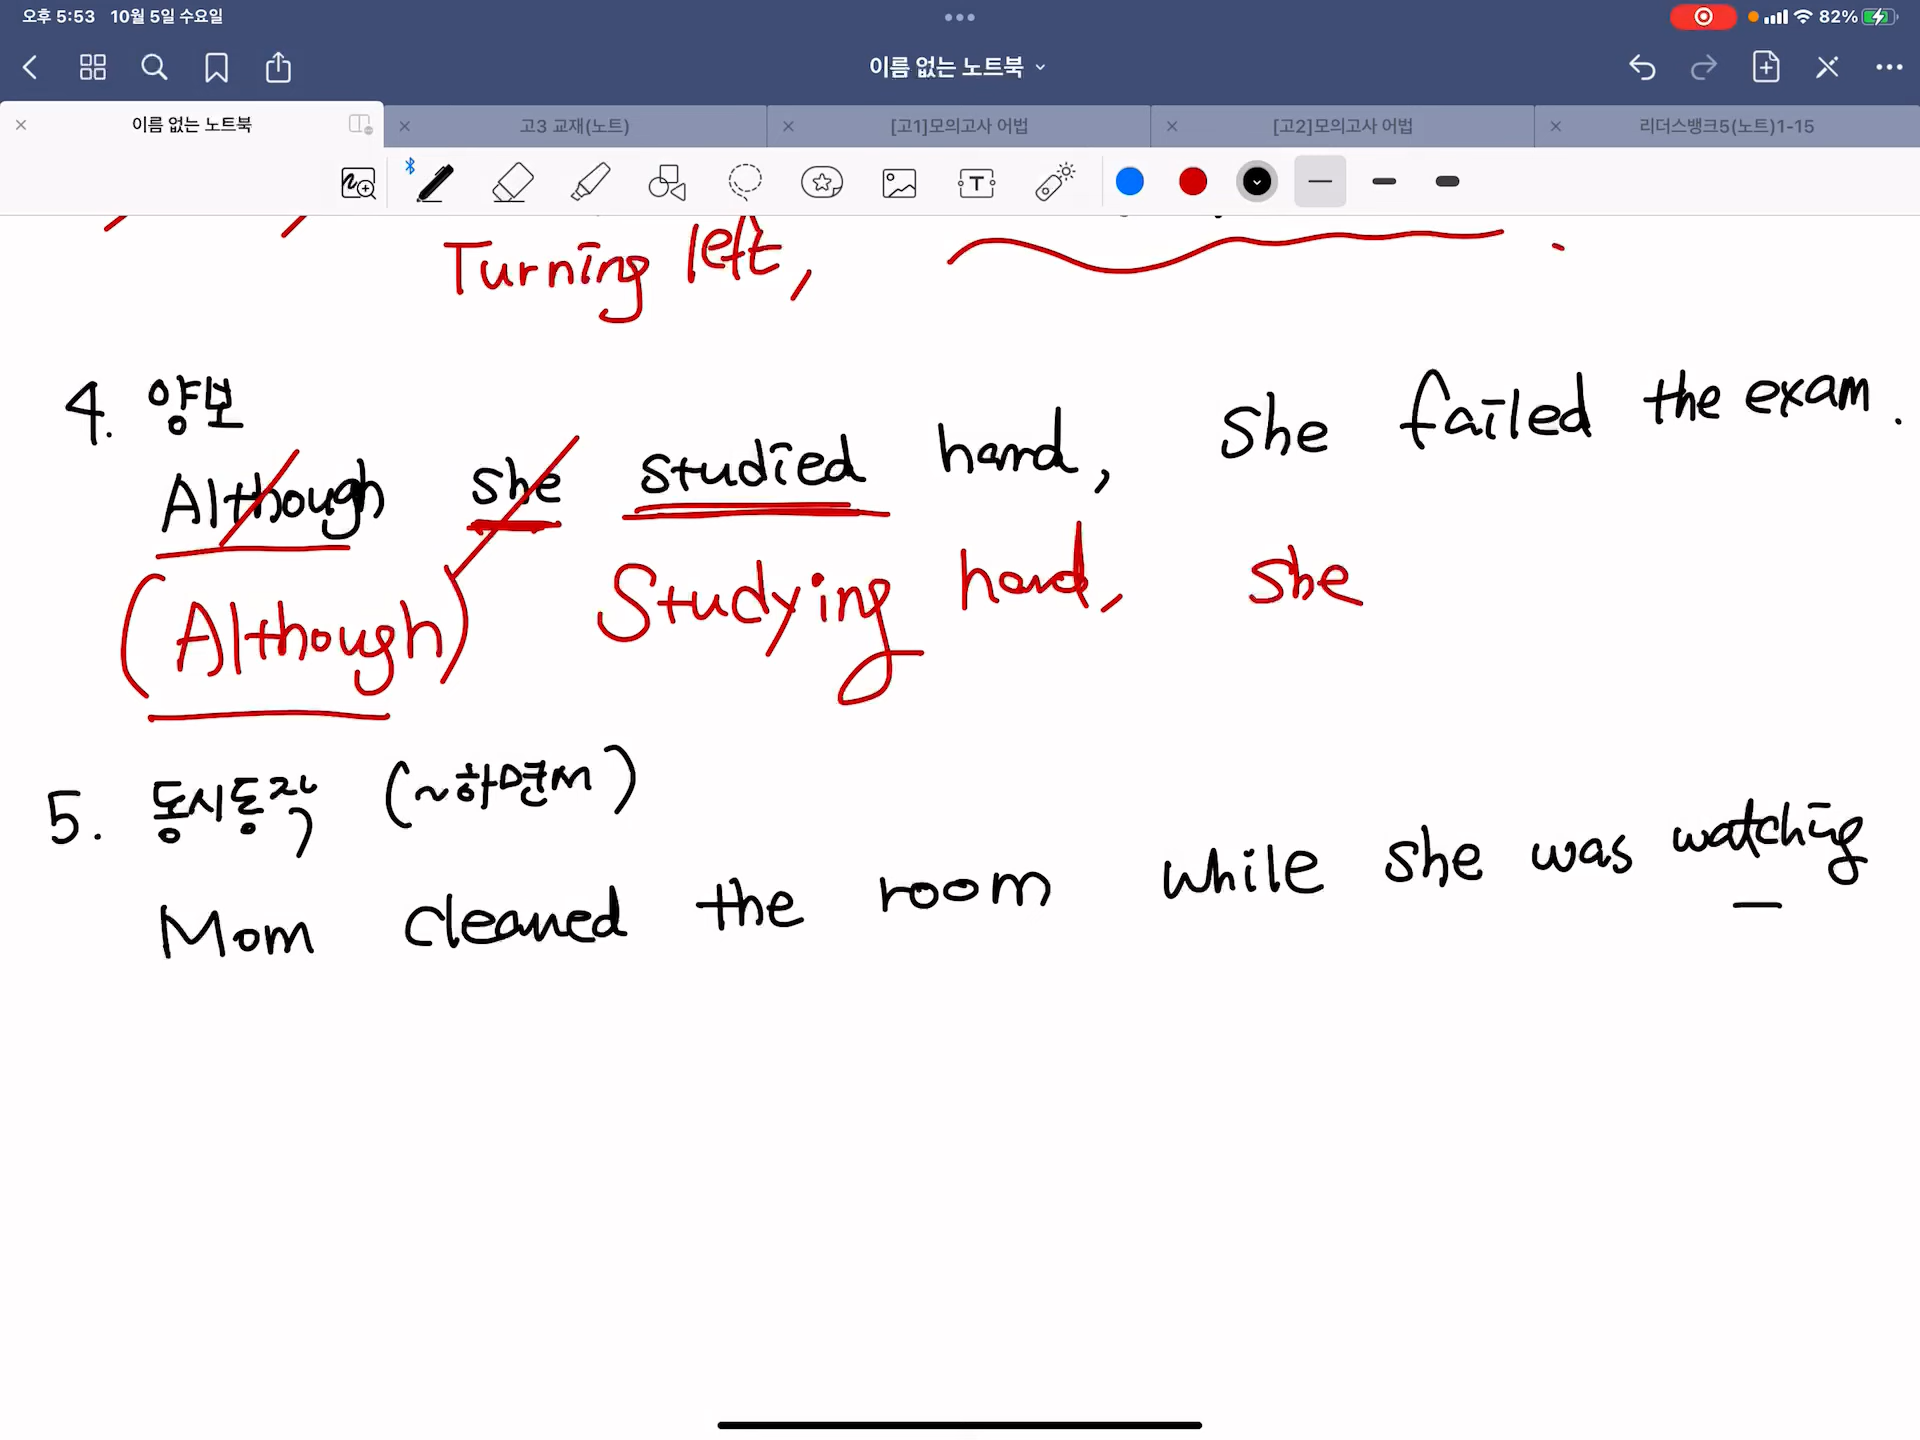 오후 5:53 10월 5일 수요일 82%
이름 없는 노트북
이름 없는 노트북 고3 교재(노트) [고1]모의고사 어법 [고2]모의고사 어법 리더스뱅크5(노트)1-15
Turning left,
4. 양보
Although she studied hard, she failed the exam.
(Although) Studying hard, she
5. 동시동작 (~하면서)
Mom cleaned the room while she was watching